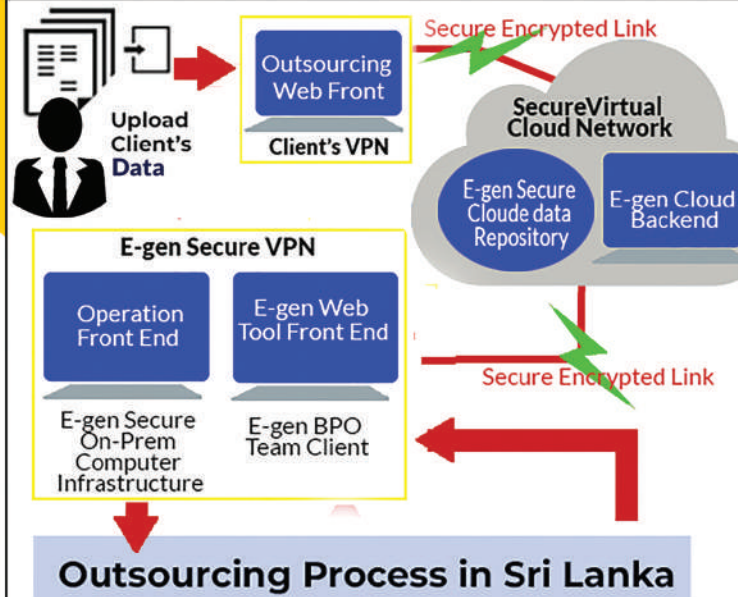 Upload
Client's
Data
Outsourcing
Web Front
Client's VPN
Secure Encrypted Link
SecureVirtual
Cloud Network
E-gen Secure
Cloude data
Repository
E-gen Cloud
Backend
E-gen Secure VPN
Operation
Front End
E-gen Web
Tool Front End
E-gen Secure
On-Prem
Computer
Infrastructure
E-gen BPO
Team Client
Secure Encrypted Link
Outsourcing Process in Sri Lanka